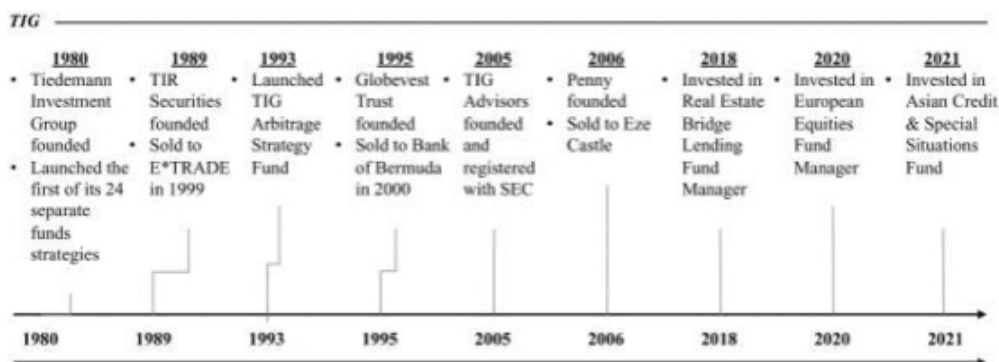 TIG
1980
• Tiedemann
Investment
Group
founded
• Launched the
first of its 24
separate
funds
strategies
1989
• TIR
Securities
founded
• Sold to
E*TRADE
in 1999
1993
• Launched
TIG
Arbitrage
Strategy
Fund
1995
• Globevest
Trust
founded
• Sold to Bank
of Bermuda
in 2000
2005
• TIG
Advisors
founded
and
registered
with SEC
2006
• Penny
founded
• Sold to Eze
Castle
2018
• Invested in
Real Estate
Bridge
Lending
Fund
Manager
2020
• Invested in
European
Equities
Fund
Manager
2021
• Invested in
Asian Credit
& Special
Situations
Fund
1980 1989 1993 1995 2005 2006 2018 2020 2021